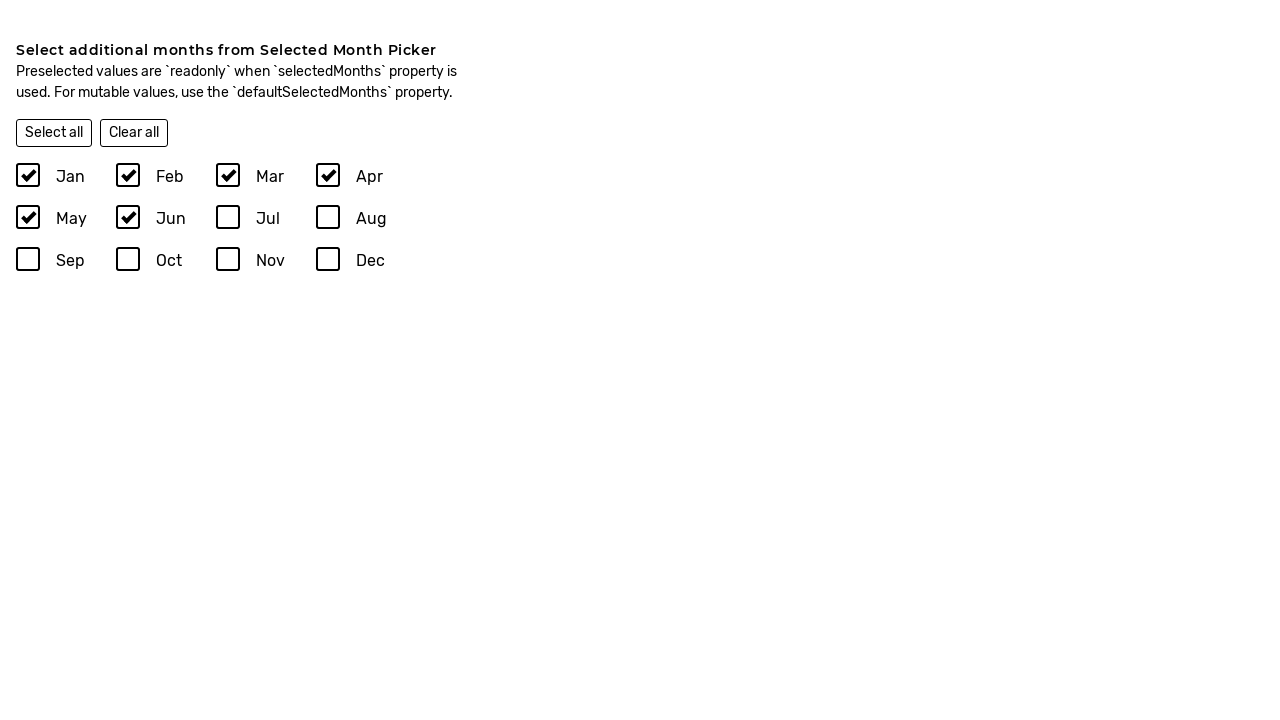 Select additional months from Selected Month Picker
Preselected values are `readonly` when `selectedMonths` property is
used. For mutable values, use the `defaultSelectedMonths` property.
Select all Clear all
Jan Feb Mar Apr
May Jun Jul Aug
Sep Oct Nov Dec